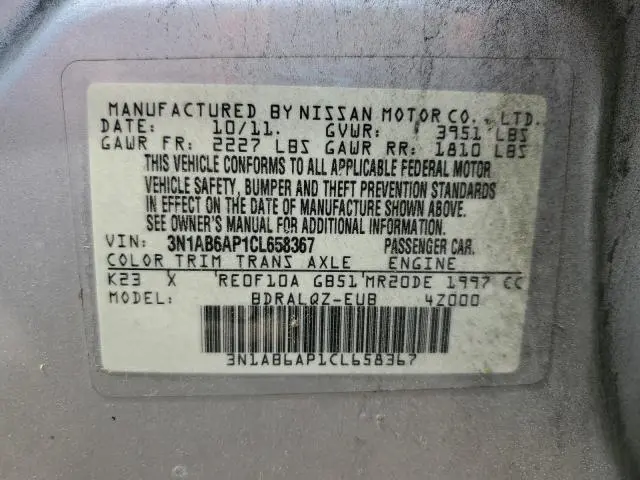 MANUFACTURED BY NISSAN MOTOR CO., LTD.
DATE: 10/11. GVWR: 3951 LBS
GAWR FR: 2227 LBS GAWR RR: 1810 LBS
THIS VEHICLE CONFORMS TO ALL APPLICABLE FEDERAL MOTOR
VEHICLE SAFETY, BUMPER AND THEFT PREVENTION STANDARDS
IN EFFECT ON THE DATE OF MANUFACTURE SHOWN ABOVE.
SEE OWNER'S MANUAL FOR ADDITIONAL INFORMATION.
VIN: 3N1AB6AP1CL658367 PASSENGER CAR.
COLOR TRIM TRANS AXLE ENGINE
K23 X RE0F10A GB51 MR20DE 1997 CC
MODEL: BDRALQZ-EUB 4Z000
3N1AB6AP1CL658367